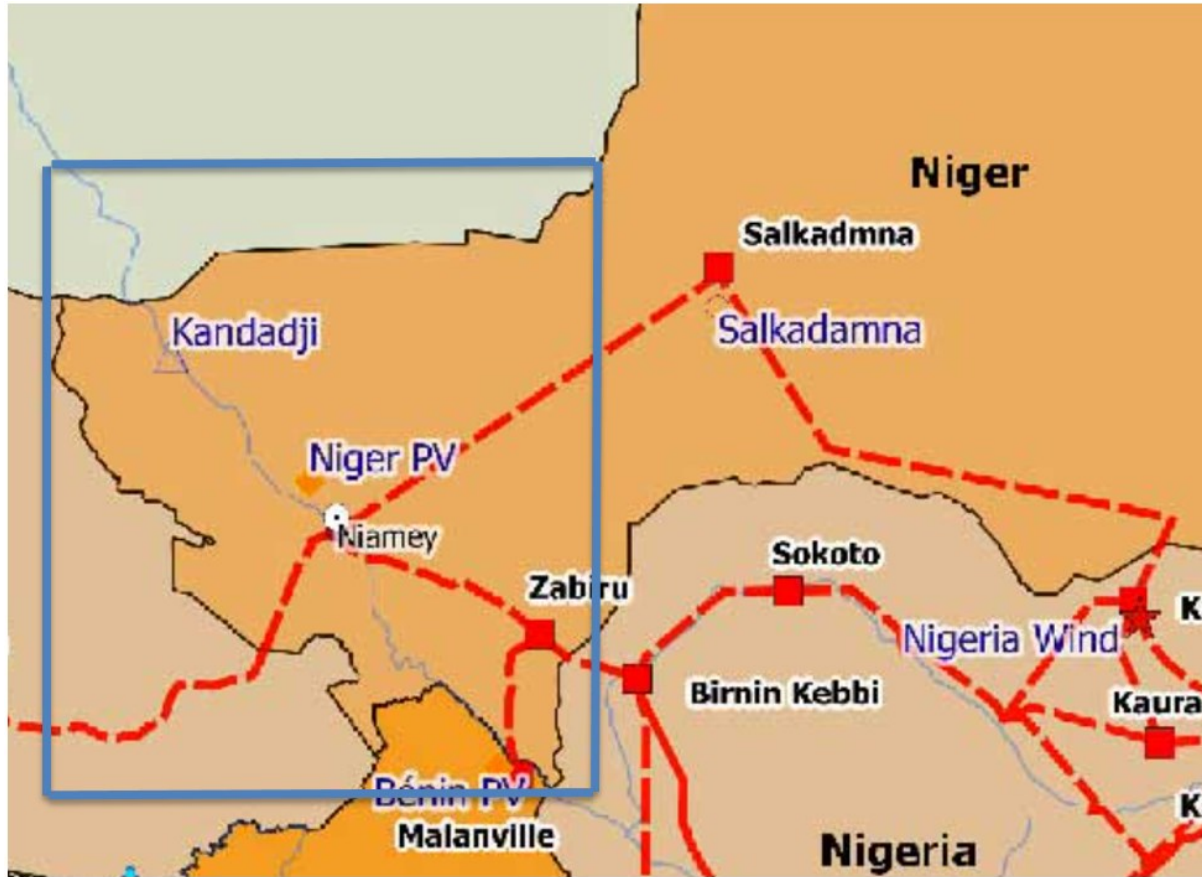 Niger
Salkadmna
Salkadamna
Kandadji
Niger PV
Niamey
Sokoto
Zabiru
K
Nigeria Wind
Birnin Kebbi
Kaura
Bénin PV
K
Malanville
Nigeria